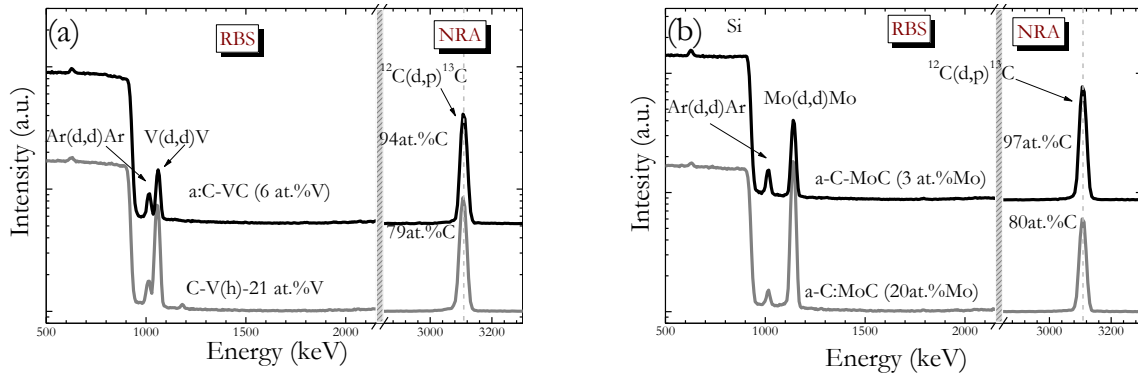 (a)
RBS
NRA
¹²C(d,p)¹³C
Ar(d,d)Ar
V(d,d)V
94at.%C
a:C-VC (6 at.%V)
79at.%C
C-V(h)-21 at.%V
Intensity (a.u.)
500 1000 1500 2000 3000 3200
Energy (keV)
(b)
Si
RBS
NRA
¹²C(d,p)¹³C
Mo(d,d)Mo
Ar(d,d)Ar
97at.%C
a-C-MoC (3 at.%Mo)
80at.%C
a-C:MoC (20at.%Mo)
Intesity (a.u.)
500 1000 1500 2000 3000 3200
Energy (keV)